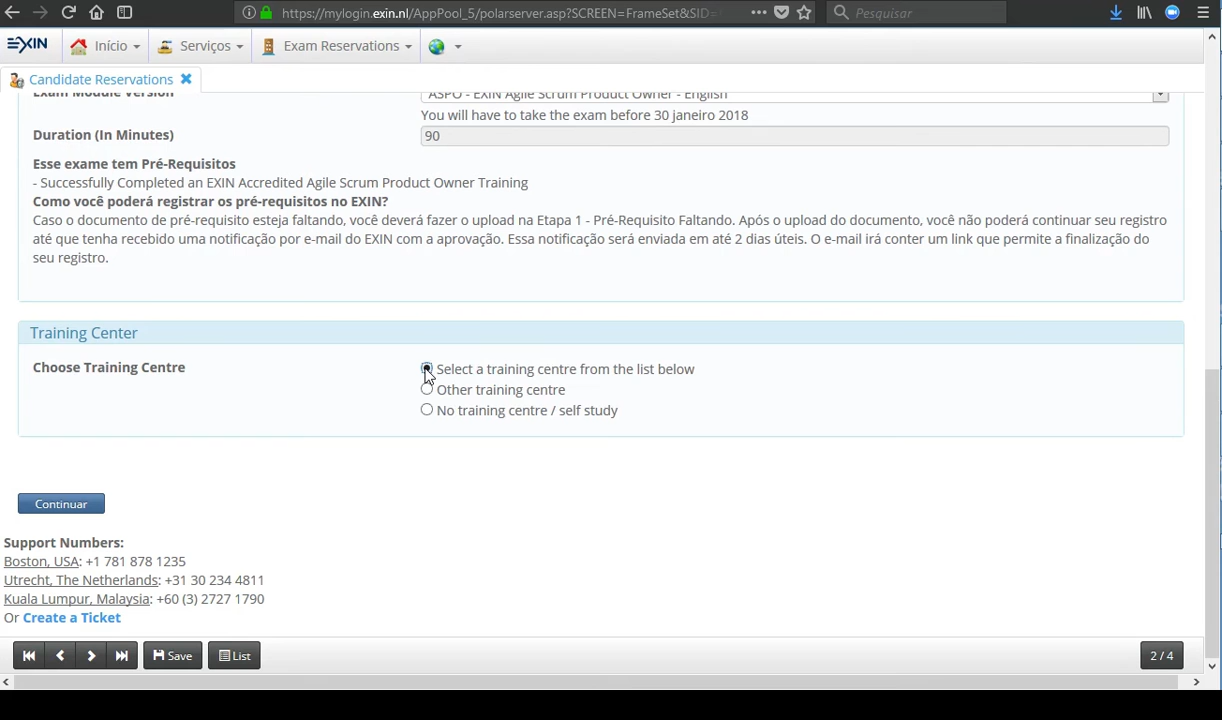 https://mylogin.exin.nl/AppPool_5/polarserver.asp?SCREEN=FrameSet&SID=
Pesquisar
EXIN
Início
Serviços
Exam Reservations
Candidate Reservations
Exam Module Version
ASPO - EXIN Agile Scrum Product Owner - English
You will have to take the exam before 30 janeiro 2018
Duration (In Minutes)
90
Esse exame tem Pré-Requisitos
- Successfully Completed an EXIN Accredited Agile Scrum Product Owner Training
Como você poderá registrar os pré-requisitos no EXIN?
Caso o documento de pré-requisito esteja faltando, você deverá fazer o upload na Etapa 1 - Pré-Requisito Faltando. Após o upload do documento, você não poderá continuar seu registro
até que tenha recebido uma notificação por e-mail do EXIN com a aprovação. Essa notificação será enviada em até 2 dias úteis. O e-mail irá conter um link que permite a finalização do
seu registro.
Training Center
Choose Training Centre
Select a training centre from the list below
Other training centre
No training centre / self study
Continuar
Support Numbers:
Boston, USA: +1 781 878 1235
Utrecht, The Netherlands: +31 30 234 4811
Kuala Lumpur, Malaysia: +60 (3) 2727 1790
Or Create a Ticket
Save
List
2 / 4